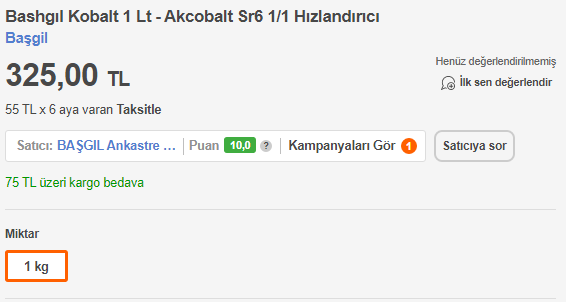 Bashgıl Kobalt 1 Lt - Akcobalt Sr6 1/1 Hızlandırıcı
Başgil
325,00 TL
Henüz değerlendirilmemiş
İlk sen değerlendir
55 TL x 6 aya varan Taksitle
Satıcı: BAŞGIL Ankastre ... Puan 10,0 ? Kampanyaları Gör 1 Satıcıya sor
75 TL üzeri kargo bedava
Miktar
1 kg